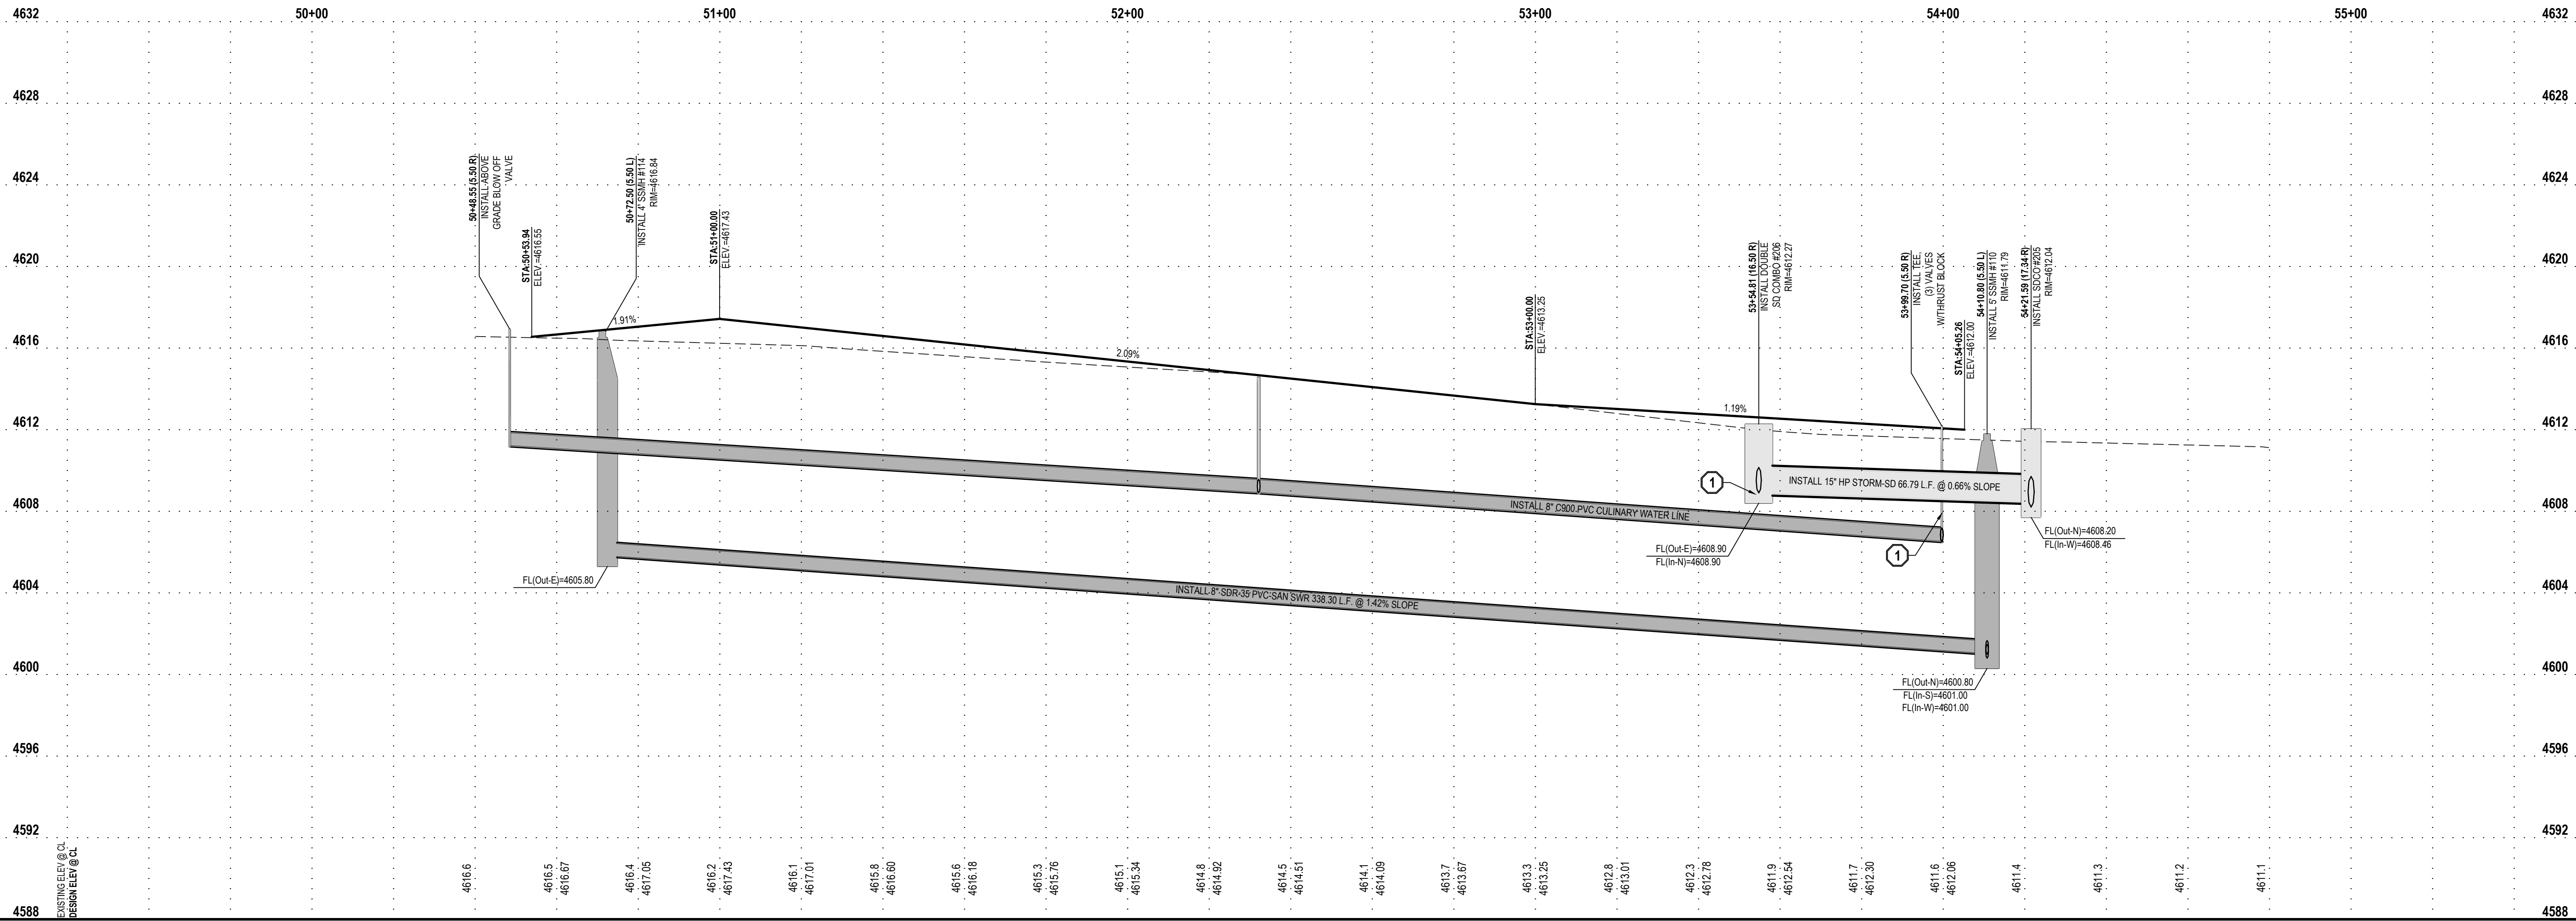 50+00
51+00
52+00
53+00
54+00
55+00
4632
4632
4628
4628
4624
4624
4620
4620
4616
4616
4612
4612
4608
4608
4604
4604
4600
4600
4596
4596
4592
4592
4588
4588
50+48.55 (5.50 R)
INSTALL ABOVE
GRADE BLOW OFF
VALVE
STA:50+53.94
ELEV.=4616.55
50+72.50 (5.50 L)
INSTALL 4' SSMH #114
RIM=4616.84
STA:51+00.00
ELEV.=4617.43
STA:53+00.00
ELEV.=4613.25
53+54.81 (16.50 R)
INSTALL DOUBLE
SD COMBO #206
RIM=4612.27
53+99.70 (5.50 R)
INSTALL TEE,
(3) VALVES
W/THRUST BLOCK
STA:54+05.26
ELEV.=4612.00
54+10.80 (5.50 L)
INSTALL 5' SSMH #110
RIM=4611.79
54+21.59 (17.34 R)
INSTALL SDCO #205
RIM=4612.04
1.91%
2.09%
1.19%
INSTALL 15" HP STORM-SD 66.79 L.F. @ 0.66% SLOPE
1
INSTALL 8" C900 PVC CULINARY WATER LINE
1
FL(Out-E)=4608.90
FL(In-N)=4608.90
FL(Out-N)=4608.20
FL(In-W)=4608.46
FL(Out-E)=4605.80
INSTALL 8" SDR-35 PVC-SAN SWR 338.30 L.F. @ 1.42% SLOPE
FL(Out-N)=4600.80
FL(In-S)=4601.00
FL(In-W)=4601.00
EXISTING ELEV @ CL
DESIGN ELEV @ CL
4616.6
4616.5
4616.67
4616.4
4617.05
4616.2
4617.43
4616.1
4617.01
4615.8
4616.60
4615.6
4616.18
4615.3
4615.76
4615.1
4615.34
4614.8
4614.92
4614.5
4614.51
4614.1
4614.09
4613.7
4613.67
4613.3
4613.25
4612.8
4613.01
4612.3
4612.78
4611.9
4612.54
4611.7
4612.30
4611.6
4612.06
4611.4
4611.3
4611.2
4611.1